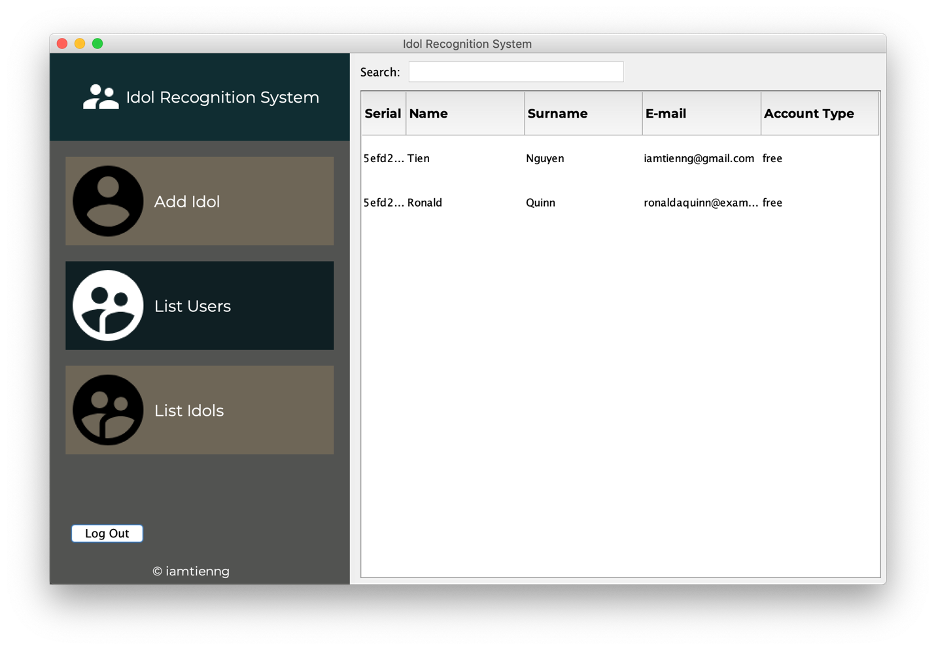 Idol Recognition System
Idol Recognition System
Add Idol
List Users
List Idols
Log Out
© iamtienng
Search:
Serial Name Surname E-mail Account Type
5efd2... Tien Nguyen iamtienng@gmail.com free
5efd2... Ronald Quinn ronaldaquinn@exam... free